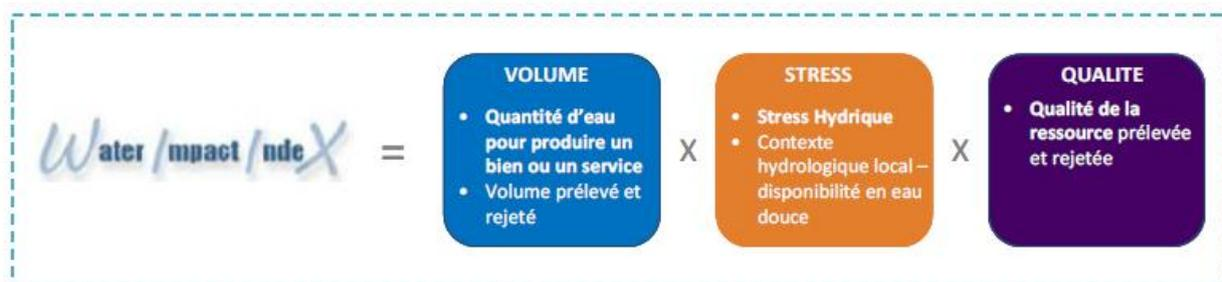 Water Impact IndeX
=
VOLUME
• Quantité d'eau
pour produire un
bien ou un service
• Volume prélevé et
rejeté
X
STRESS
• Stress Hydrique
• Contexte
hydrologique local –
disponibilité en eau
douce
X
QUALITE
• Qualité de la
ressource prélevée
et rejetée